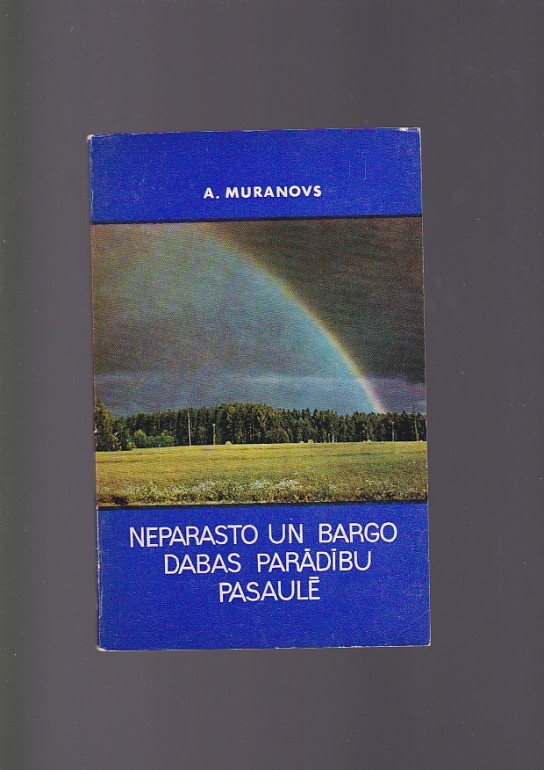 A. MURANOVS
NEPARASTO UN BARGO
DABAS PARĀDĪBU
PASAULĒ